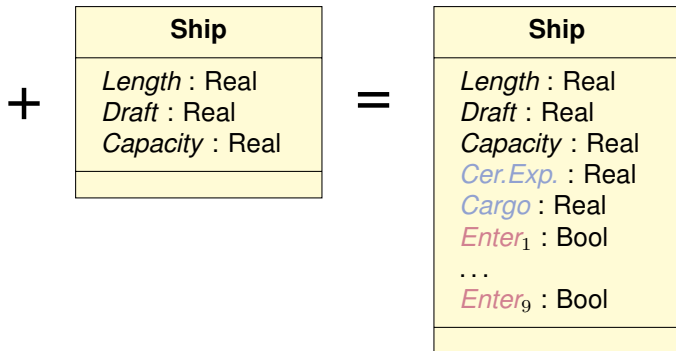 +
Ship
Length : Real
Draft : Real
Capacity : Real
=
Ship
Length : Real
Draft : Real
Capacity : Real
Cer.Exp. : Real
Cargo : Real
Enter₁ : Bool
...
Enter₉ : Bool